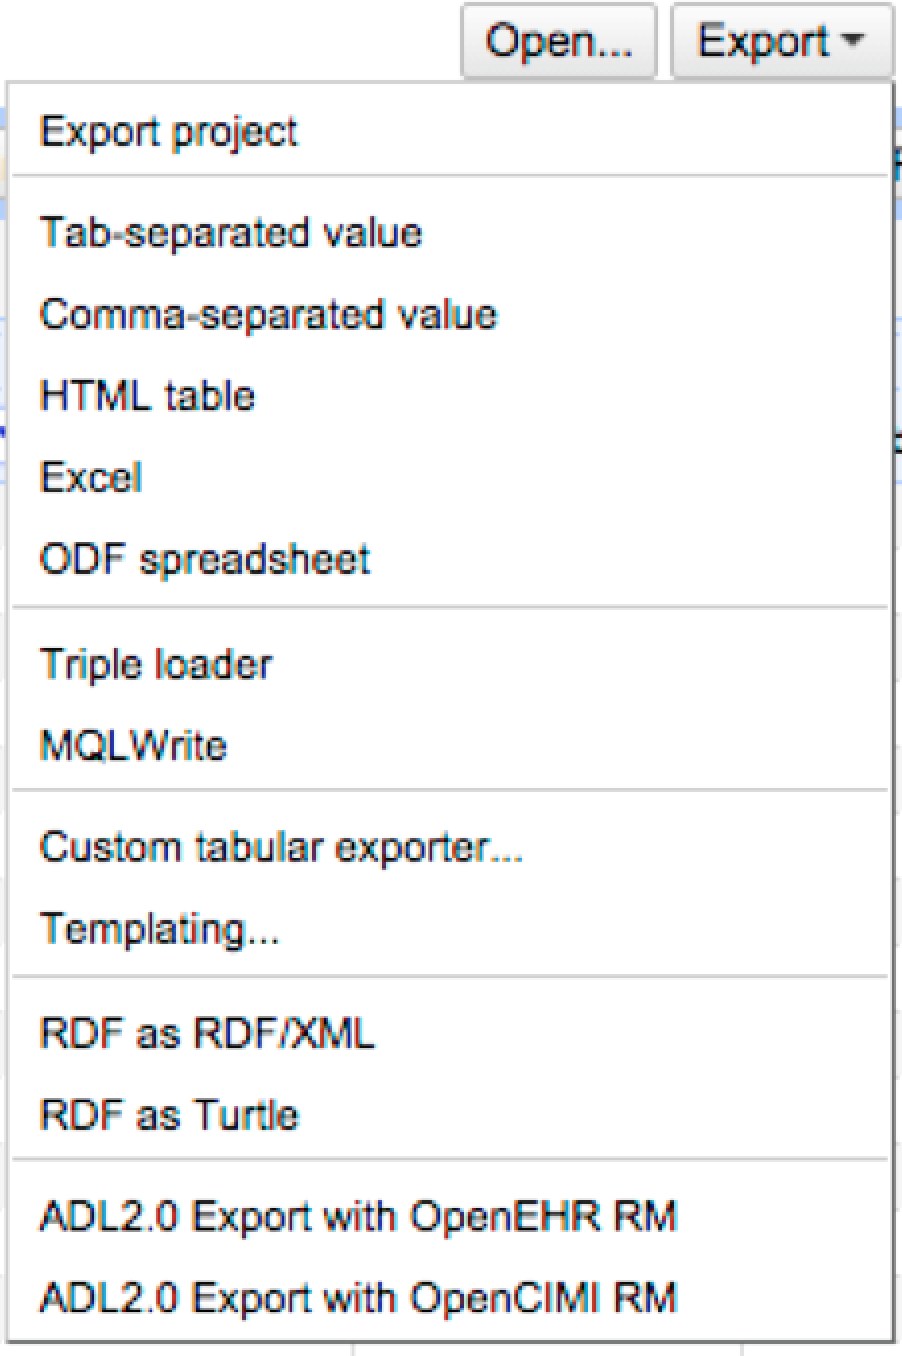 Open...
Export
Export project
Tab-separated value
Comma-separated value
HTML table
Excel
ODF spreadsheet
Triple loader
MQLWrite
Custom tabular exporter...
Templating...
RDF as RDF/XML
RDF as Turtle
ADL2.0 Export with OpenEHR RM
ADL2.0 Export with OpenCIMI RM